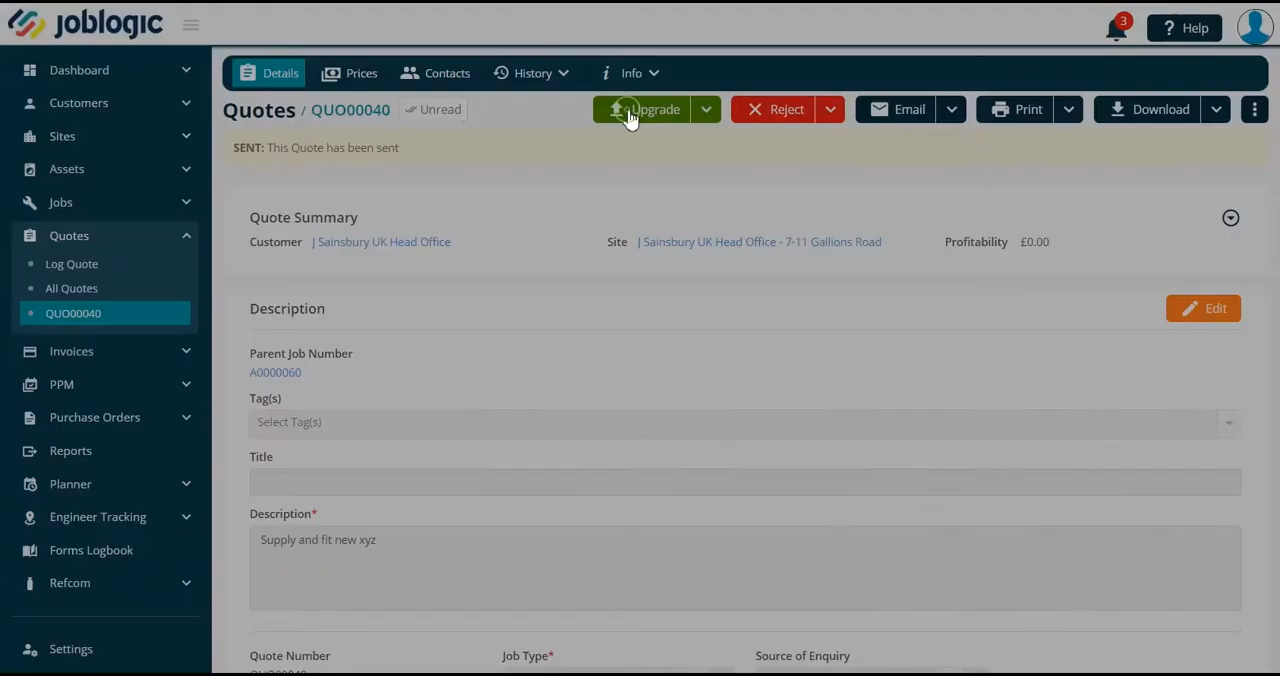 joblogic
3
? Help
Dashboard
Customers
Sites
Assets
Jobs
Quotes
Log Quote
All Quotes
QUO00040
Invoices
PPM
Purchase Orders
Reports
Planner
Engineer Tracking
Forms Logbook
Refcom
Settings
Details Prices Contacts History Info
Quotes / QUO00040 Unread
Upgrade Reject Email Print Download
SENT: This Quote has been sent
Quote Summary
Customer J Sainsbury UK Head Office Site J Sainsbury UK Head Office - 7-11 Gallions Road Profitability £0.00
Description Edit
Parent Job Number
A0000060
Tag(s)
Select Tag(s)
Title
Description*
Supply and fit new xyz
Quote Number Job Type* Source of Enquiry
QUO00040